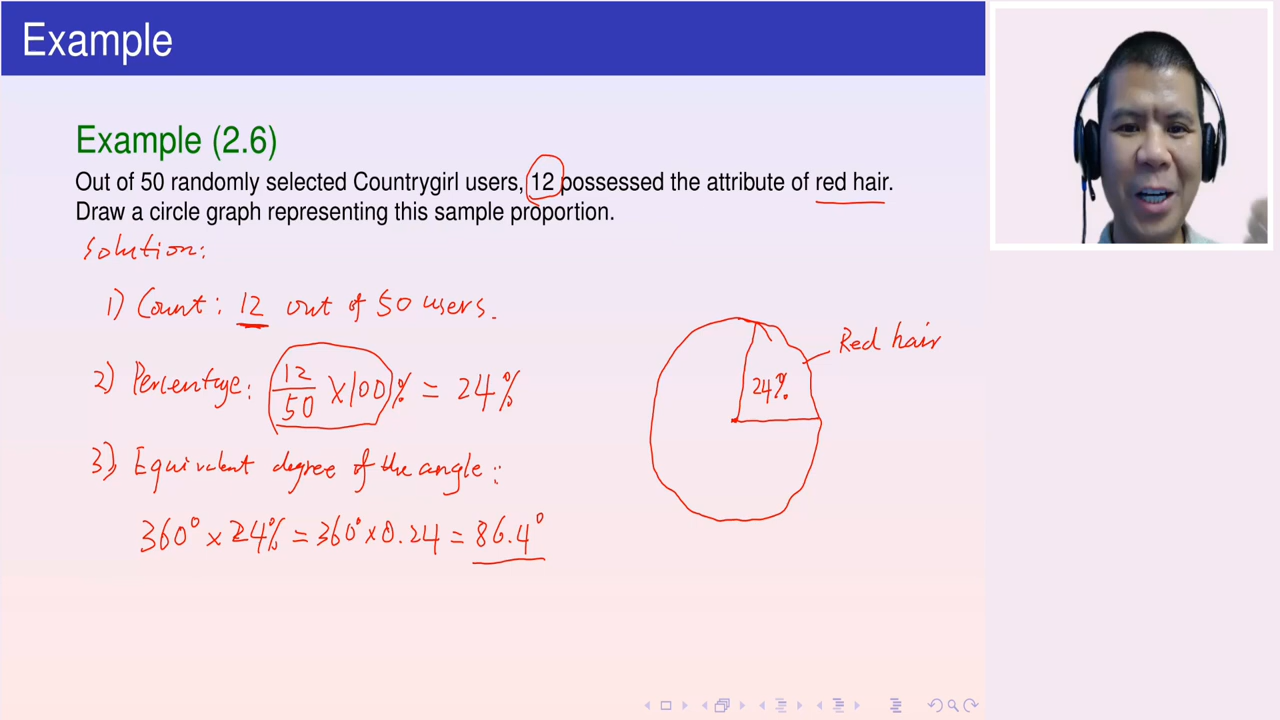 Example
Example (2.6)
Out of 50 randomly selected Countrygirl users, 12 possessed the attribute of red hair.
Draw a circle graph representing this sample proportion.
Solution:
1) Count: 12 out of 50 users.
2) Percentage: 12/50 ×100% = 24%
3) Equivalent degree of the angle:
360° × 24% = 360° × 0.24 = 86.4°
Red hair
24%